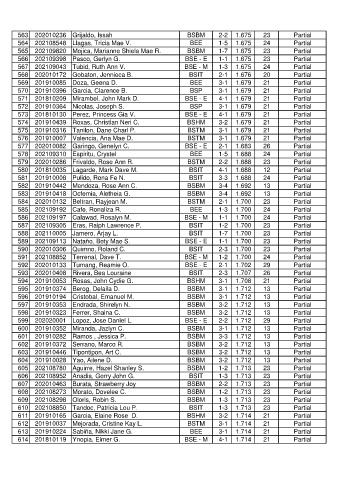 563 202010236 Grijaldo, Issah BSBM 2-2 1.675 23 Partial
564 202108548 Llagas, Tricia Mae V. BEE 1-5 1.675 24 Partial
565 202109820 Mojica, Marianne Shiela Mae R. BSBM 1-7 1.675 23 Partial
566 202109398 Pasco, Gerlyn G. BSE - E 1-1 1.675 23 Partial
567 202109043 Tubid, Ruth Ann V. BSE - M 1-3 1.675 24 Partial
568 202010172 Gobaton, Jennieca B. BSIT 2-1 1.676 20 Partial
569 201910085 Doza, Geena D. BEE 3-1 1.679 21 Partial
570 201910396 Garcia, Clarence B. BSP 3-1 1.679 21 Partial
571 201810209 Mirambel, John Mark D. BSE - E 4-1 1.679 21 Partial
572 201910364 Nicolas, Joseph S. BSP 3-1 1.679 21 Partial
573 201810130 Perez, Princess Gia V. BSE - E 4-1 1.679 21 Partial
574 201910439 Roxas, Christian Neri C. BSHM 3-2 1.679 21 Partial
575 201910316 Tanilon, Dane Charl P. BSTM 3-1 1.679 21 Partial
576 201910007 Valencia, Ana Mae D. BSTM 3-1 1.679 21 Partial
577 202010082 Garingo, Genelyn C. BSE - E 2-1 1.683 26 Partial
578 202109310 Espiritu, Crystel BEE 1-5 1.688 24 Partial
579 202010286 Frivaldo, Rose Ann R. BSTM 2-2 1.688 23 Partial
580 201810035 Lagarde, Mark Dave M. BSIT 4-1 1.688 12 Partial
581 201910006 Pulido, Rona Fe N. BSIT 3-3 1.688 24 Partial
582 201910442 Mendoza, Rose Ann C. BSBM 3-4 1.692 13 Partial
583 201910418 Ocfemia, Aletheia G. BSBM 3-4 1.692 13 Partial
584 202010132 Beltran, Rayjean M. BSTM 2-1 1.700 23 Partial
585 202109192 Cafe, Ronaliza R. BEE 1-3 1.700 24 Partial
586 202109197 Calawod, Rosalyn M. BSE - M 1-1 1.700 24 Partial
587 202109305 Eras, Ralph Lawrence P. BSIT 1-2 1.700 23 Partial
588 202110005 Jamero, Arjay L. BSIT 1-7 1.700 23 Partial
589 202109113 Nataño, Bety Mae S. BSE - E 1-1 1.700 23 Partial
590 202010306 Quinno, Roland C. BSIT 2-3 1.700 23 Partial
591 202108852 Terrenal, Dave T. BSE - M 1-2 1.700 24 Partial
592 202010133 Tumang, Reamie O. BSE - E 2-1 1.702 29 Partial
593 202010408 Rivera, Bea Louraine BSIT 2-3 1.707 26 Partial
594 201910053 Rosas, John Cydie G. BSHM 3-1 1.708 21 Partial
595 201910374 Berog, Delaila D. BSBM 3-1 1.712 13 Partial
596 201910194 Cristobal, Emanuel M. BSBM 3-1 1.712 13 Partial
597 201910353 Endrada, Shirelyn N. BSBM 3-2 1.712 13 Partial
598 201910323 Ferrer, Shaina C. BSBM 3-2 1.712 13 Partial
599 202020001 Lopez, Jose Daniel L. BSE - E 2-2 1.712 29 Partial
600 201910352 Miranda, Jazlyn C. BSBM 3-1 1.712 13 Partial
601 201910282 Ramos, Jessica P. BSBM 3-3 1.712 13 Partial
602 201910372 Serrano, Marco R. BSBM 3-2 1.712 13 Partial
603 201910446 Tipontipon, Art C. BSBM 3-2 1.712 13 Partial
604 201910028 Yao, Ailene D. BSBM 3-2 1.712 13 Partial
605 202108780 Aguirre, Hazel Shanley S. BSBM 1-2 1.713 23 Partial
606 202108952 Anada, Gerry John G. BSIT 1-3 1.713 23 Partial
607 202010463 Burata, Strawberry Joy BSBM 2-2 1.713 23 Partial
608 202108273 Morato, Dovelee C. BSBM 1-2 1.713 23 Partial
609 202108296 Oloris, Robin S. BSBM 1-3 1.713 23 Partial
610 202108850 Tandoc, Patricia Lou P. BSIT 1-3 1.713 23 Partial
611 201910165 Garcia, Elaine Rose D. BSHM 3-2 1.714 21 Partial
612 201910037 Mejorada, Cristine Kay L. BSTM 3-1 1.714 21 Partial
613 201910224 Sabiña, Nikki Jane G. BEE 3-1 1.714 21 Partial
614 201810119 Ynopia, Elmer G. BSE - M 4-1 1.714 21 Partial